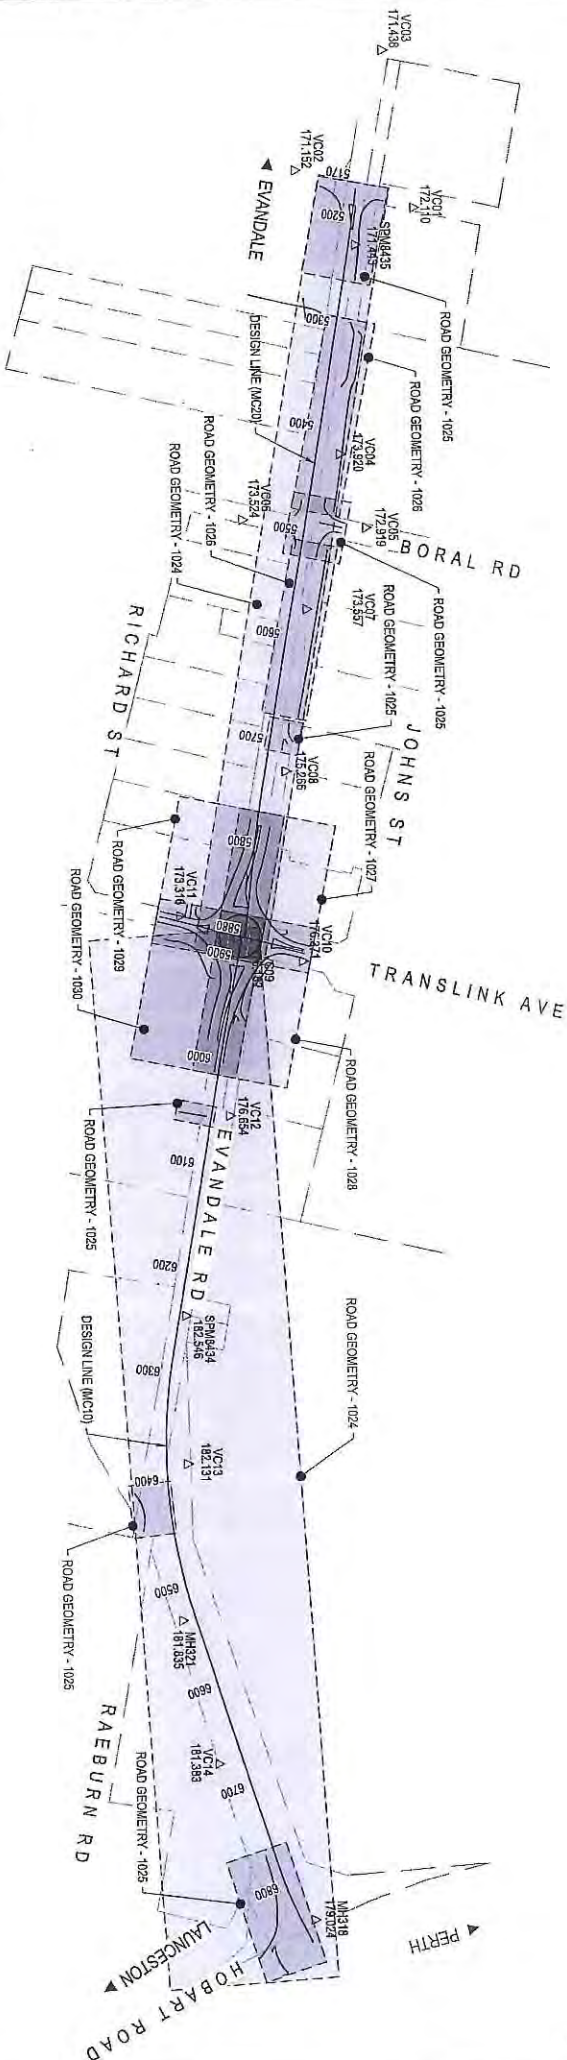 VC03
171.438
VC02
171.152
◄ EVANDALE
5170
VC01
172.110
5200
SPM8435
171.443
ROAD GEOMETRY - 1025
5300
DESIGN LINE (MC20)
ROAD GEOMETRY - 1026
5400
VC04
173.920
ROAD GEOMETRY - 1026
ROAD GEOMETRY - 1024
VC06
173.524
5500
VC05
172.919
BORAL RD
ROAD GEOMETRY - 1025
VC07
173.557
5600
ROAD GEOMETRY - 1025
RICHARD ST
5700
VC08
175.266
JOHNS ST
ROAD GEOMETRY - 1027
5800
ROAD GEOMETRY - 1029
VC11
5880
5900
VC10
ROAD GEOMETRY - 1030
TRANSLINK AVE
6000
ROAD GEOMETRY - 1028
VC12
176.654
ROAD GEOMETRY - 1025
6100
EVANDALE RD
6200
SPM8434
182.546
ROAD GEOMETRY - 1024
6300
DESIGN LINE (MC10)
VC13
182.131
6400
ROAD GEOMETRY - 1025
6500
MH321
181.835
6600
RAEBURN RD
VC14
181.383
6700
ROAD GEOMETRY - 1025
6800
MH318
179.024
LAUNCESTON ►
HOBART ROAD
◄ PERTH